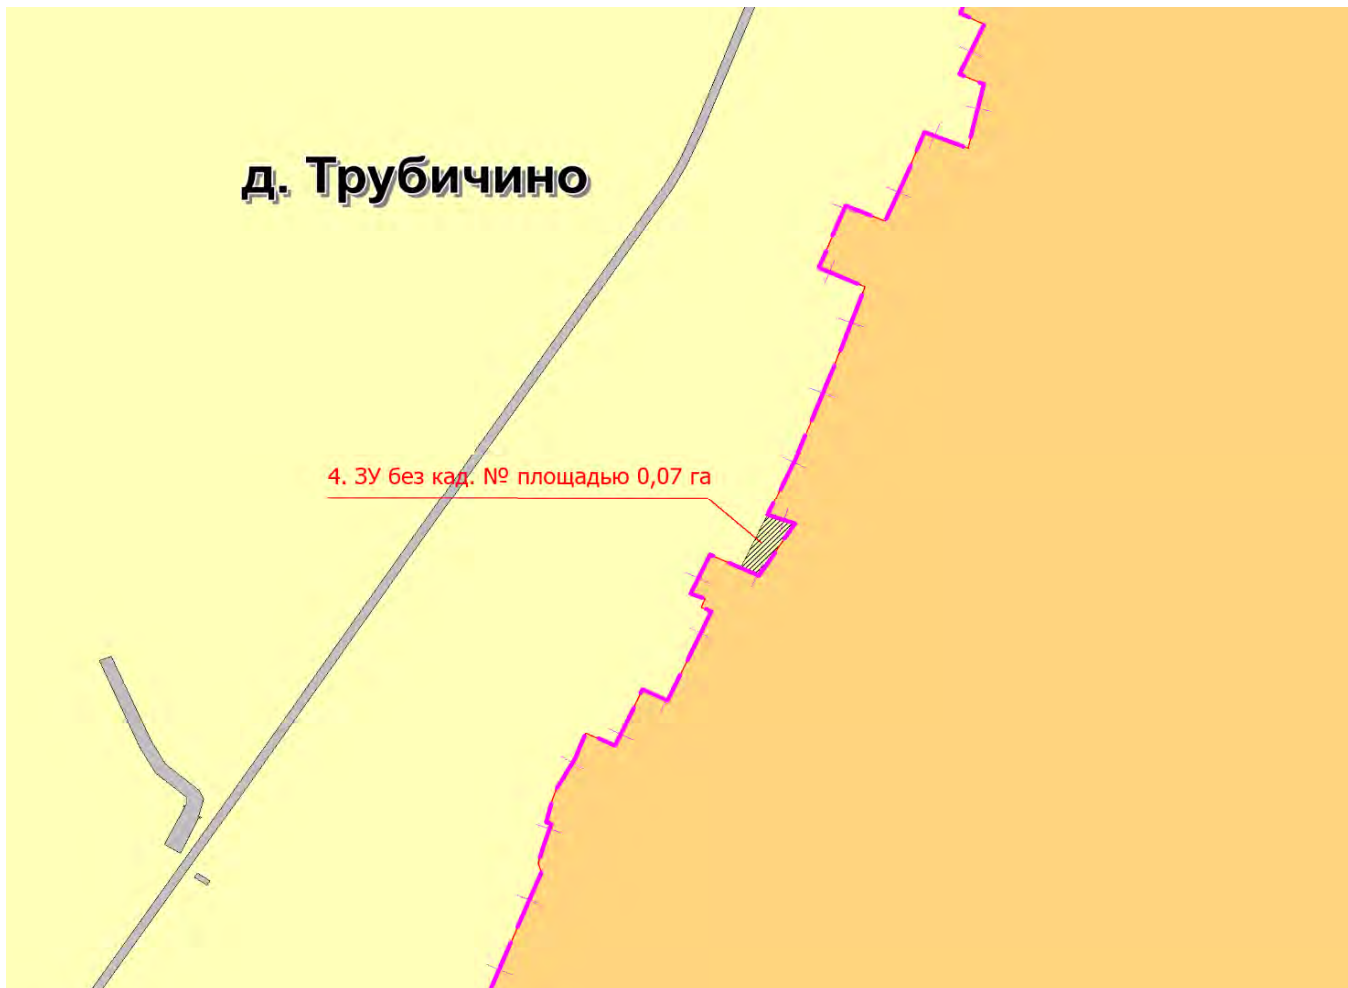 д. Трубичино
4. ЗУ без кад. № площадью 0,07 га